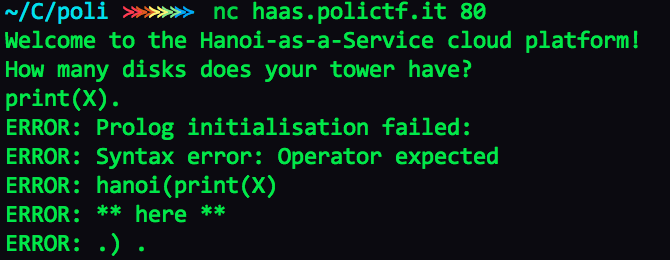 ~/C/poli >>>>>>> nc haas.polictf.it 80
Welcome to the Hanoi-as-a-Service cloud platform!
How many disks does your tower have?
print(X).
ERROR: Prolog initialisation failed:
ERROR: Syntax error: Operator expected
ERROR: hanoi(print(X)
ERROR: ** here **
ERROR: .) .